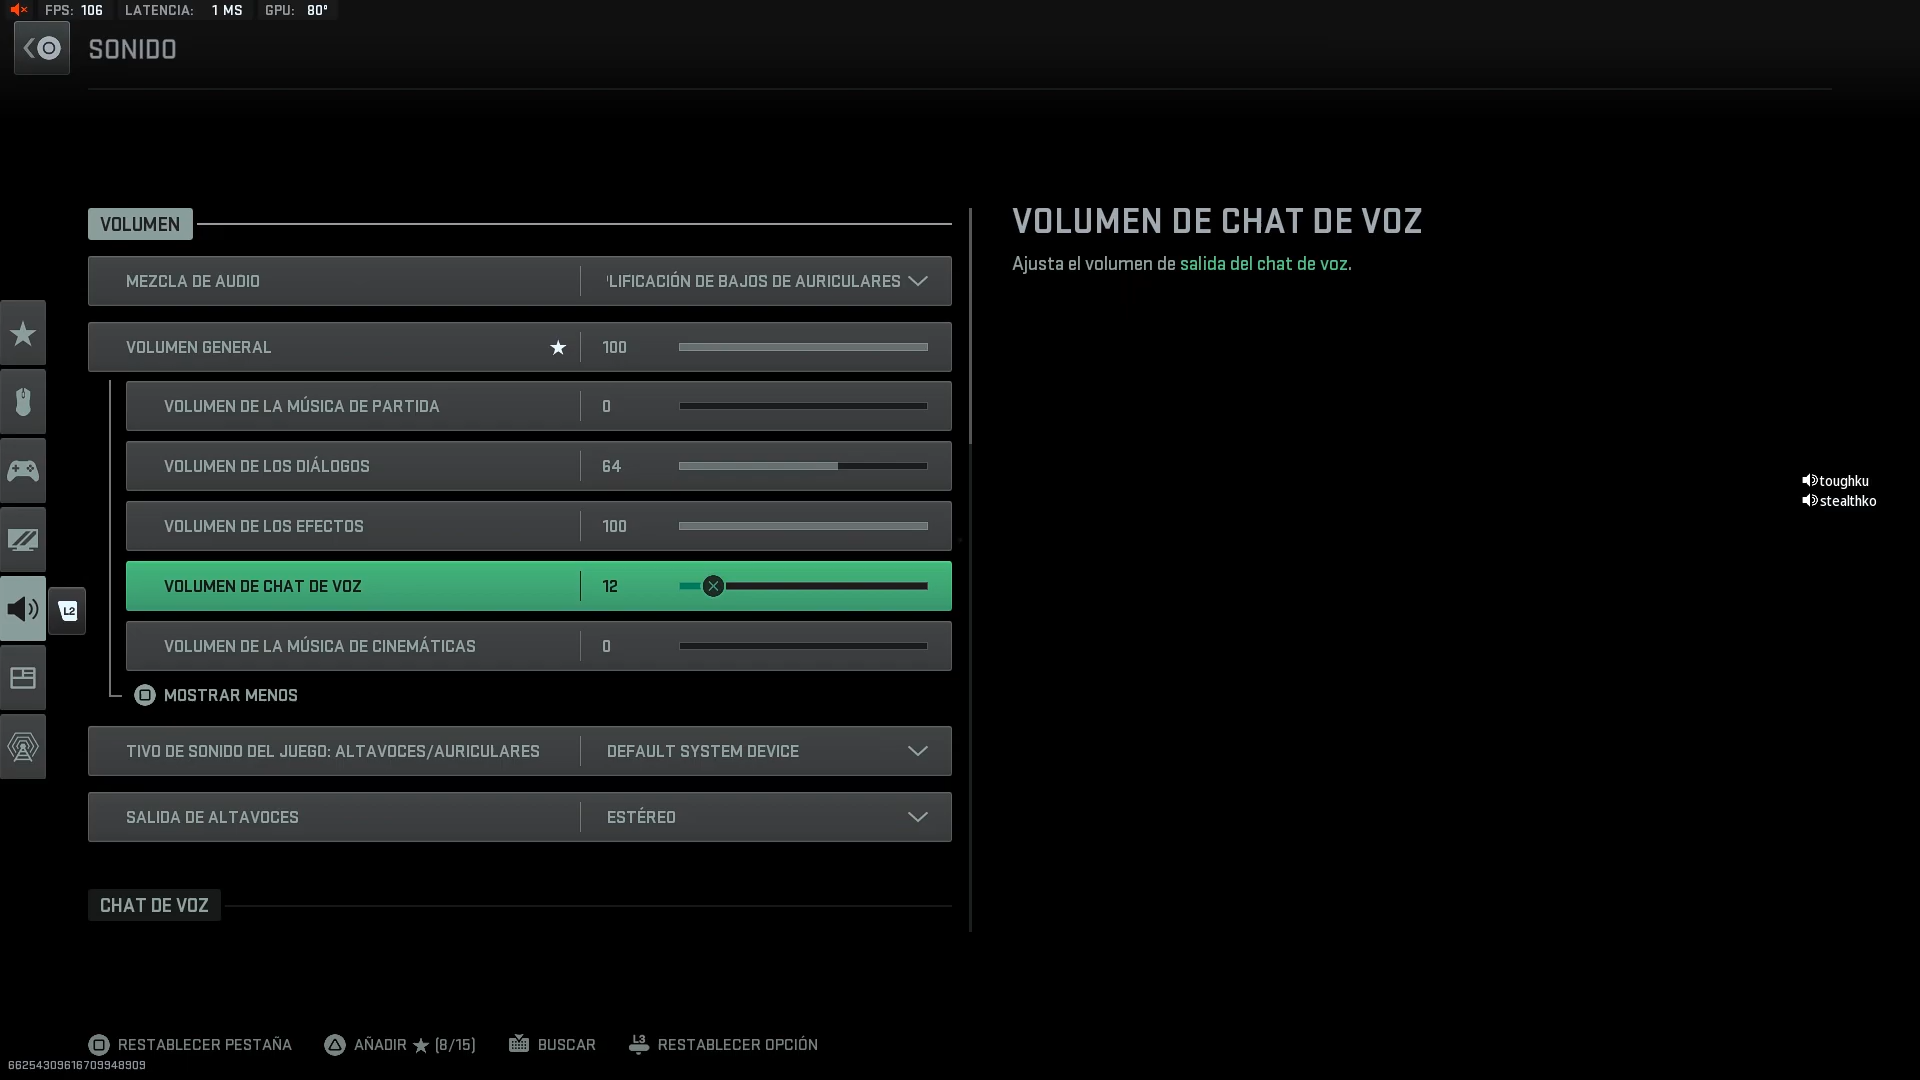 FPS: 106 LATENCIA: 1 MS GPU: 80°
SONIDO
VOLUMEN
MEZCLA DE AUDIO LIFICACIÓN DE BAJOS DE AURICULARES
VOLUMEN GENERAL 100
VOLUMEN DE LA MÚSICA DE PARTIDA 0
VOLUMEN DE LOS DIÁLOGOS 64
VOLUMEN DE LOS EFECTOS 100
VOLUMEN DE CHAT DE VOZ 12
L2
VOLUMEN DE LA MÚSICA DE CINEMÁTICAS 0
MOSTRAR MENOS
TIVO DE SONIDO DEL JUEGO: ALTAVOCES/AURICULARES DEFAULT SYSTEM DEVICE
SALIDA DE ALTAVOCES ESTÉREO
CHAT DE VOZ
VOLUMEN DE CHAT DE VOZ
Ajusta el volumen de salida del chat de voz.
toughku
stealthko
RESTABLECER PESTAÑA AÑADIR ★ (8/15) BUSCAR L3 RESTABLECER OPCIÓN
66254309616709948909